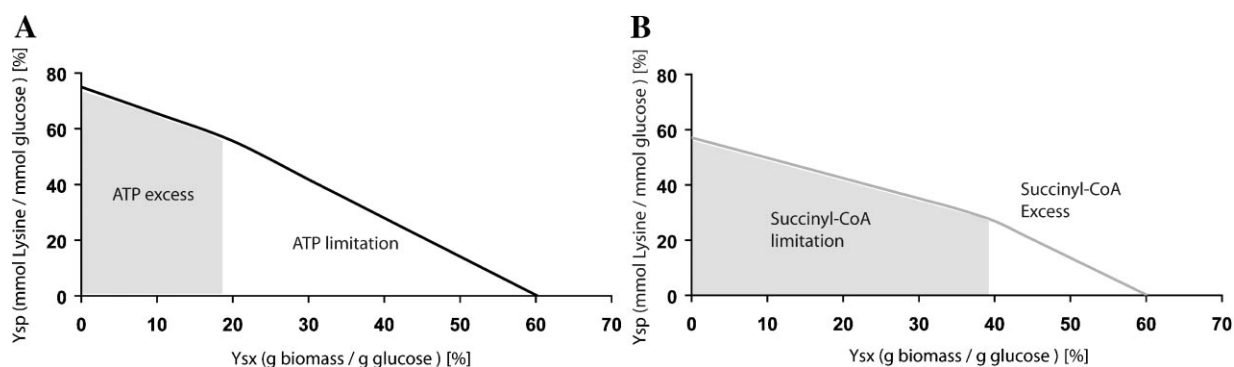 A
Ysp (mmol Lysine / mmol glucose ) [%]
80
60
40
20
0
ATP excess
ATP limitation
0 10 20 30 40 50 60 70
Ysx (g biomass / g glucose ) [%]
B
Ysp (mmol Lysine / mmol glucose ) [%]
80
60
40
20
0
Succinyl-CoA
limitation
Succinyl-CoA
Excess
0 10 20 30 40 50 60 70
Ysx (g biomass / g glucose ) [%]